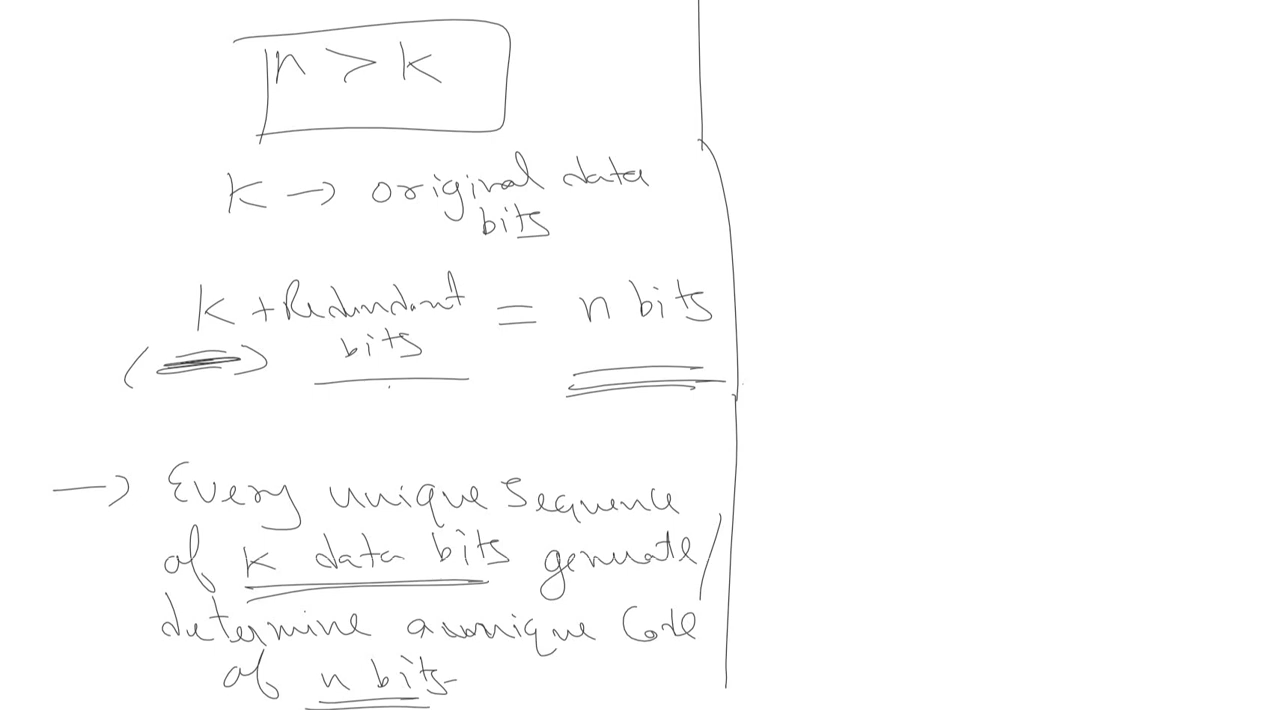 n > k
k → original data
bits
k + Redundant = n bits
( ) bits
→ Every unique sequence
of k data bits generate/
determine a unique Code
of n bits